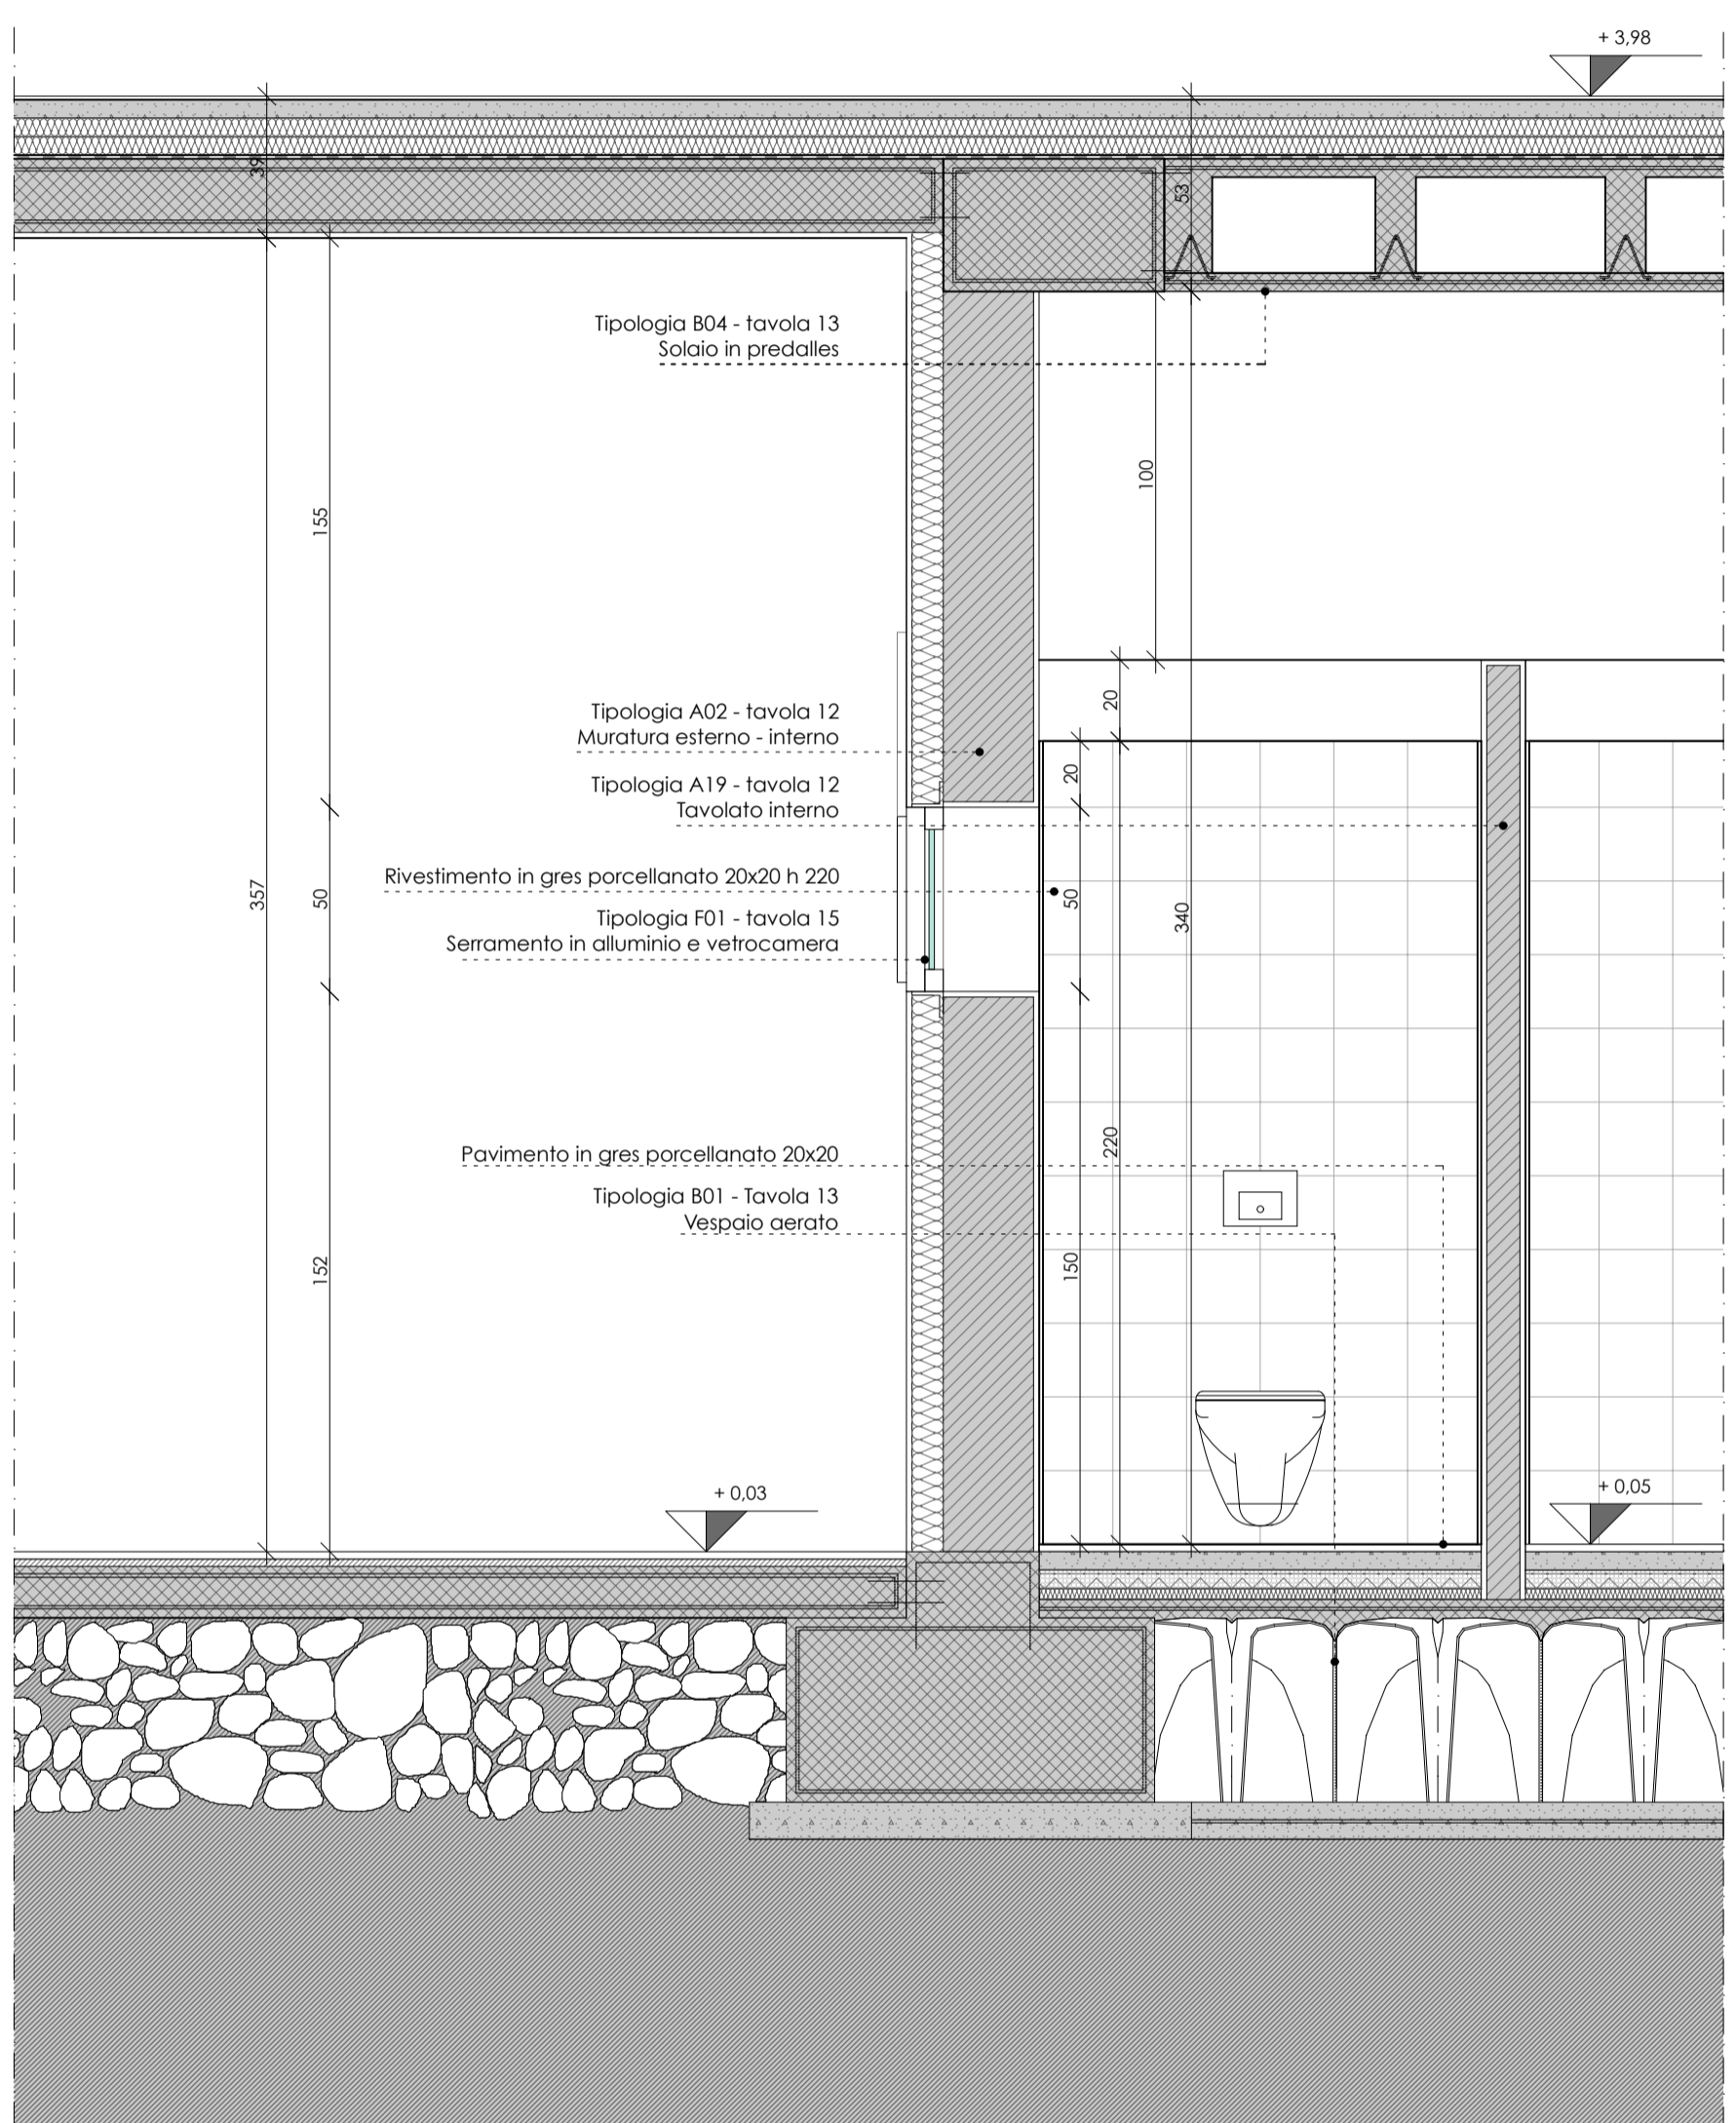 + 3,98
39
53
Tipologia B04 - tavola 13
Solaio in predalles
100
155
20
Tipologia A02 - tavola 12
Muratura esterno - interno
20
Tipologia A19 - tavola 12
Tavolato interno
Rivestimento in gres porcellanato 20x20 h 220
357
50
50
340
Tipologia F01 - tavola 15
Serramento in alluminio e vetrocamera
220
Pavimento in gres porcellanato 20x20
Tipologia B01 - Tavola 13
Vespaio aerato
152
150
+ 0,03
+ 0,05